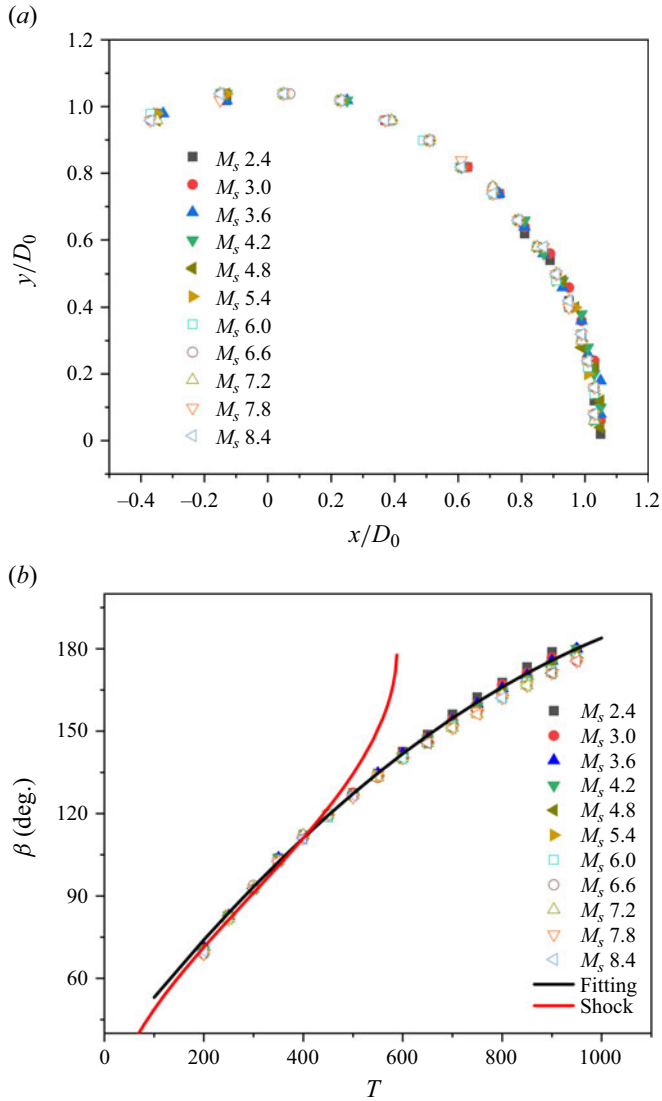 (a)
1.2
1.0
0.8
0.6
0.4
0.2
0
y/D0
Ms 2.4
Ms 3.0
Ms 3.6
Ms 4.2
Ms 4.8
Ms 5.4
Ms 6.0
Ms 6.6
Ms 7.2
Ms 7.8
Ms 8.4
–0.4 –0.2 0 0.2 0.4 0.6 0.8 1.0 1.2
x/D0
(b)
180
150
120
90
60
β (deg.)
Ms 2.4
Ms 3.0
Ms 3.6
Ms 4.2
Ms 4.8
Ms 5.4
Ms 6.0
Ms 6.6
Ms 7.2
Ms 7.8
Ms 8.4
Fitting
Shock
0 200 400 600 800 1000
T